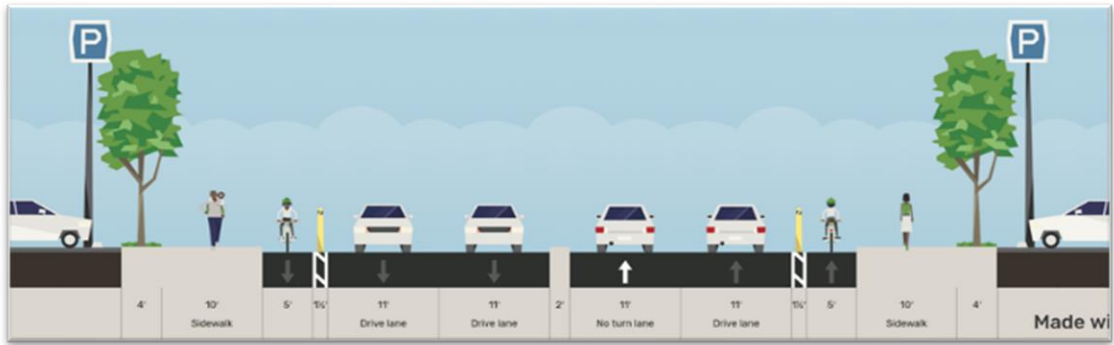 P P
4' 10' 5' 1½' 11' 11' 2' 11' 11' 1½' 5' 10' 4'
Sidewalk Drive lane Drive lane No turn lane Drive lane Sidewalk
Made wi